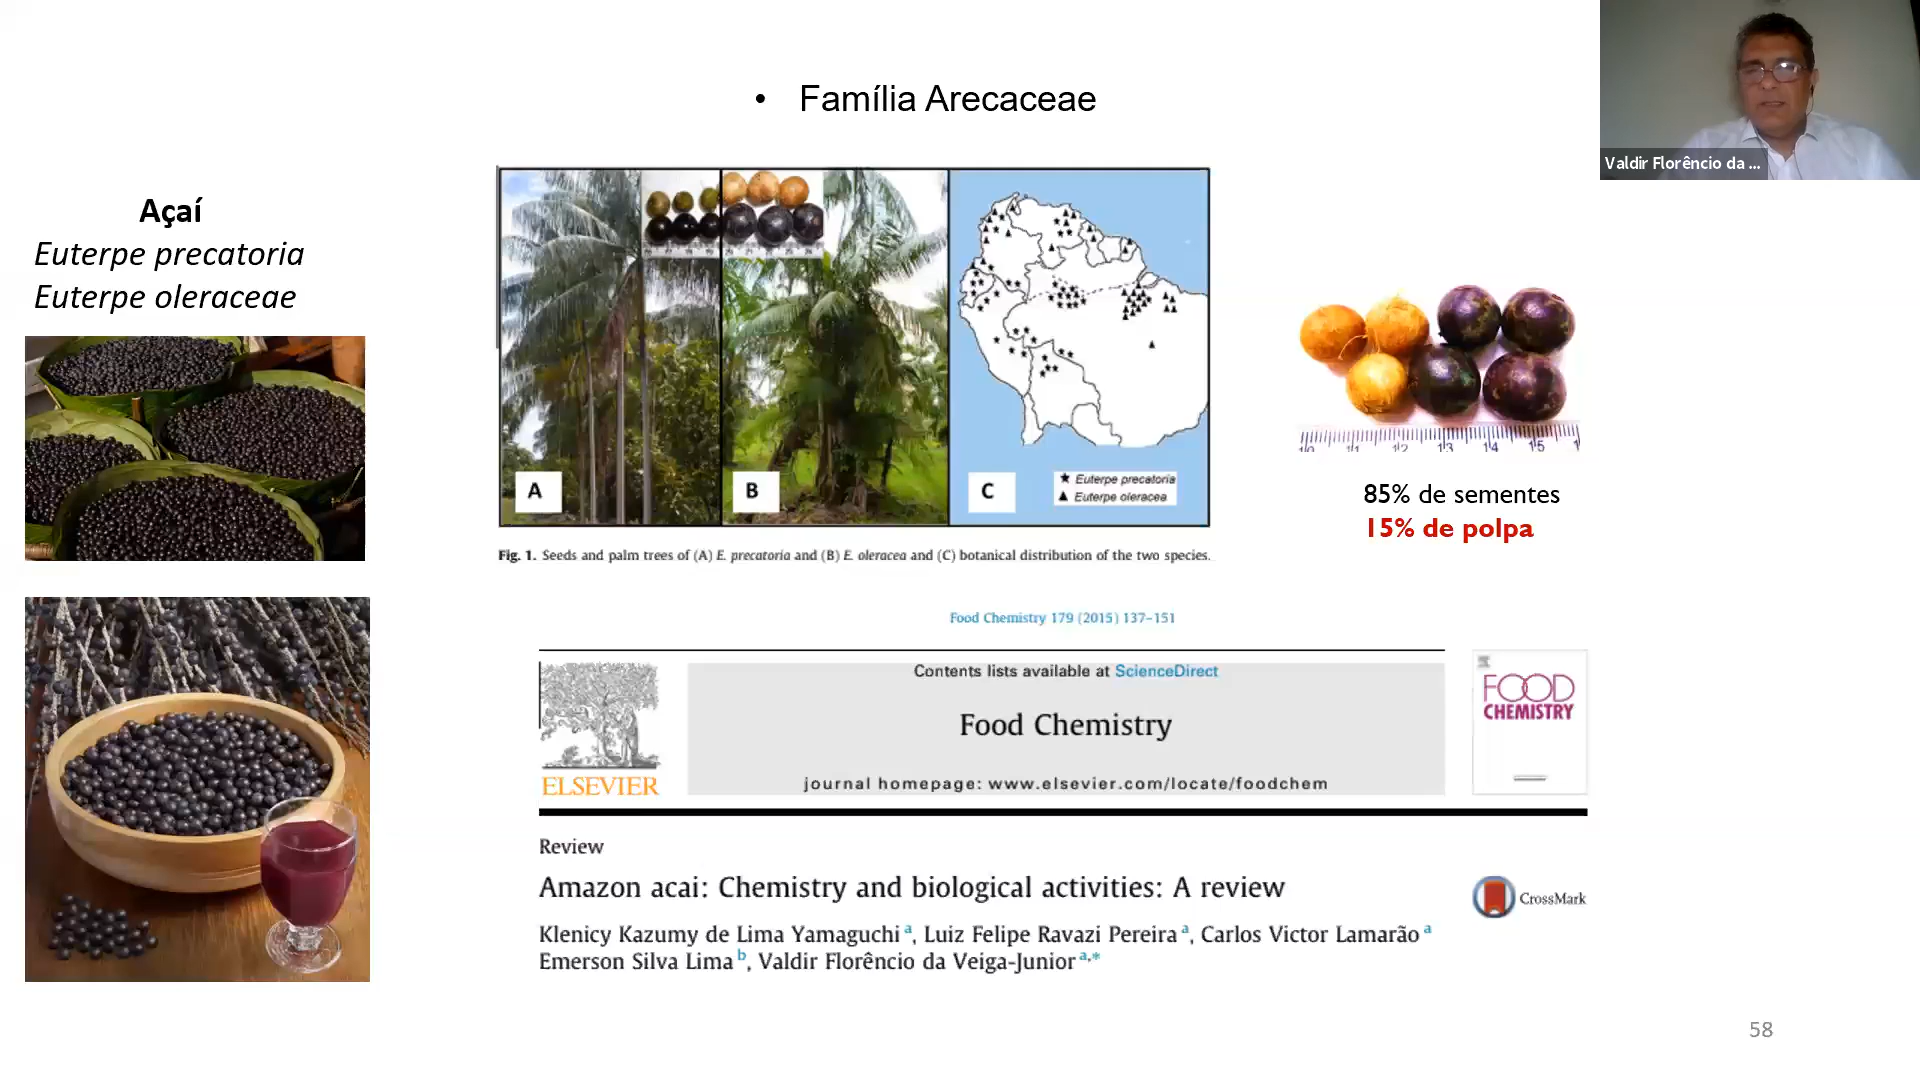 • Família Arecaceae
Valdir Florêncio da ...
Açaí
Euterpe precatoria
Euterpe oleraceae
A
B
C
Euterpe precatoria
Euterpe oleracea
Fig. 1. Seeds and palm trees of (A) E. precatoria and (B) E. oleracea and (C) botanical distribution of the two species.
85% de sementes
15% de polpa
Food Chemistry 179 (2015) 137–151
Contents lists available at ScienceDirect
Food Chemistry
journal homepage: www.elsevier.com/locate/foodchem
ELSEVIER
FOOD
CHEMISTRY
Review
Amazon acai: Chemistry and biological activities: A review
CrossMark
Klenicy Kazumy de Lima Yamaguchi a, Luiz Felipe Ravazi Pereira a, Carlos Victor Lamarão a
Emerson Silva Lima b, Valdir Florêncio da Veiga-Junior a,*
58